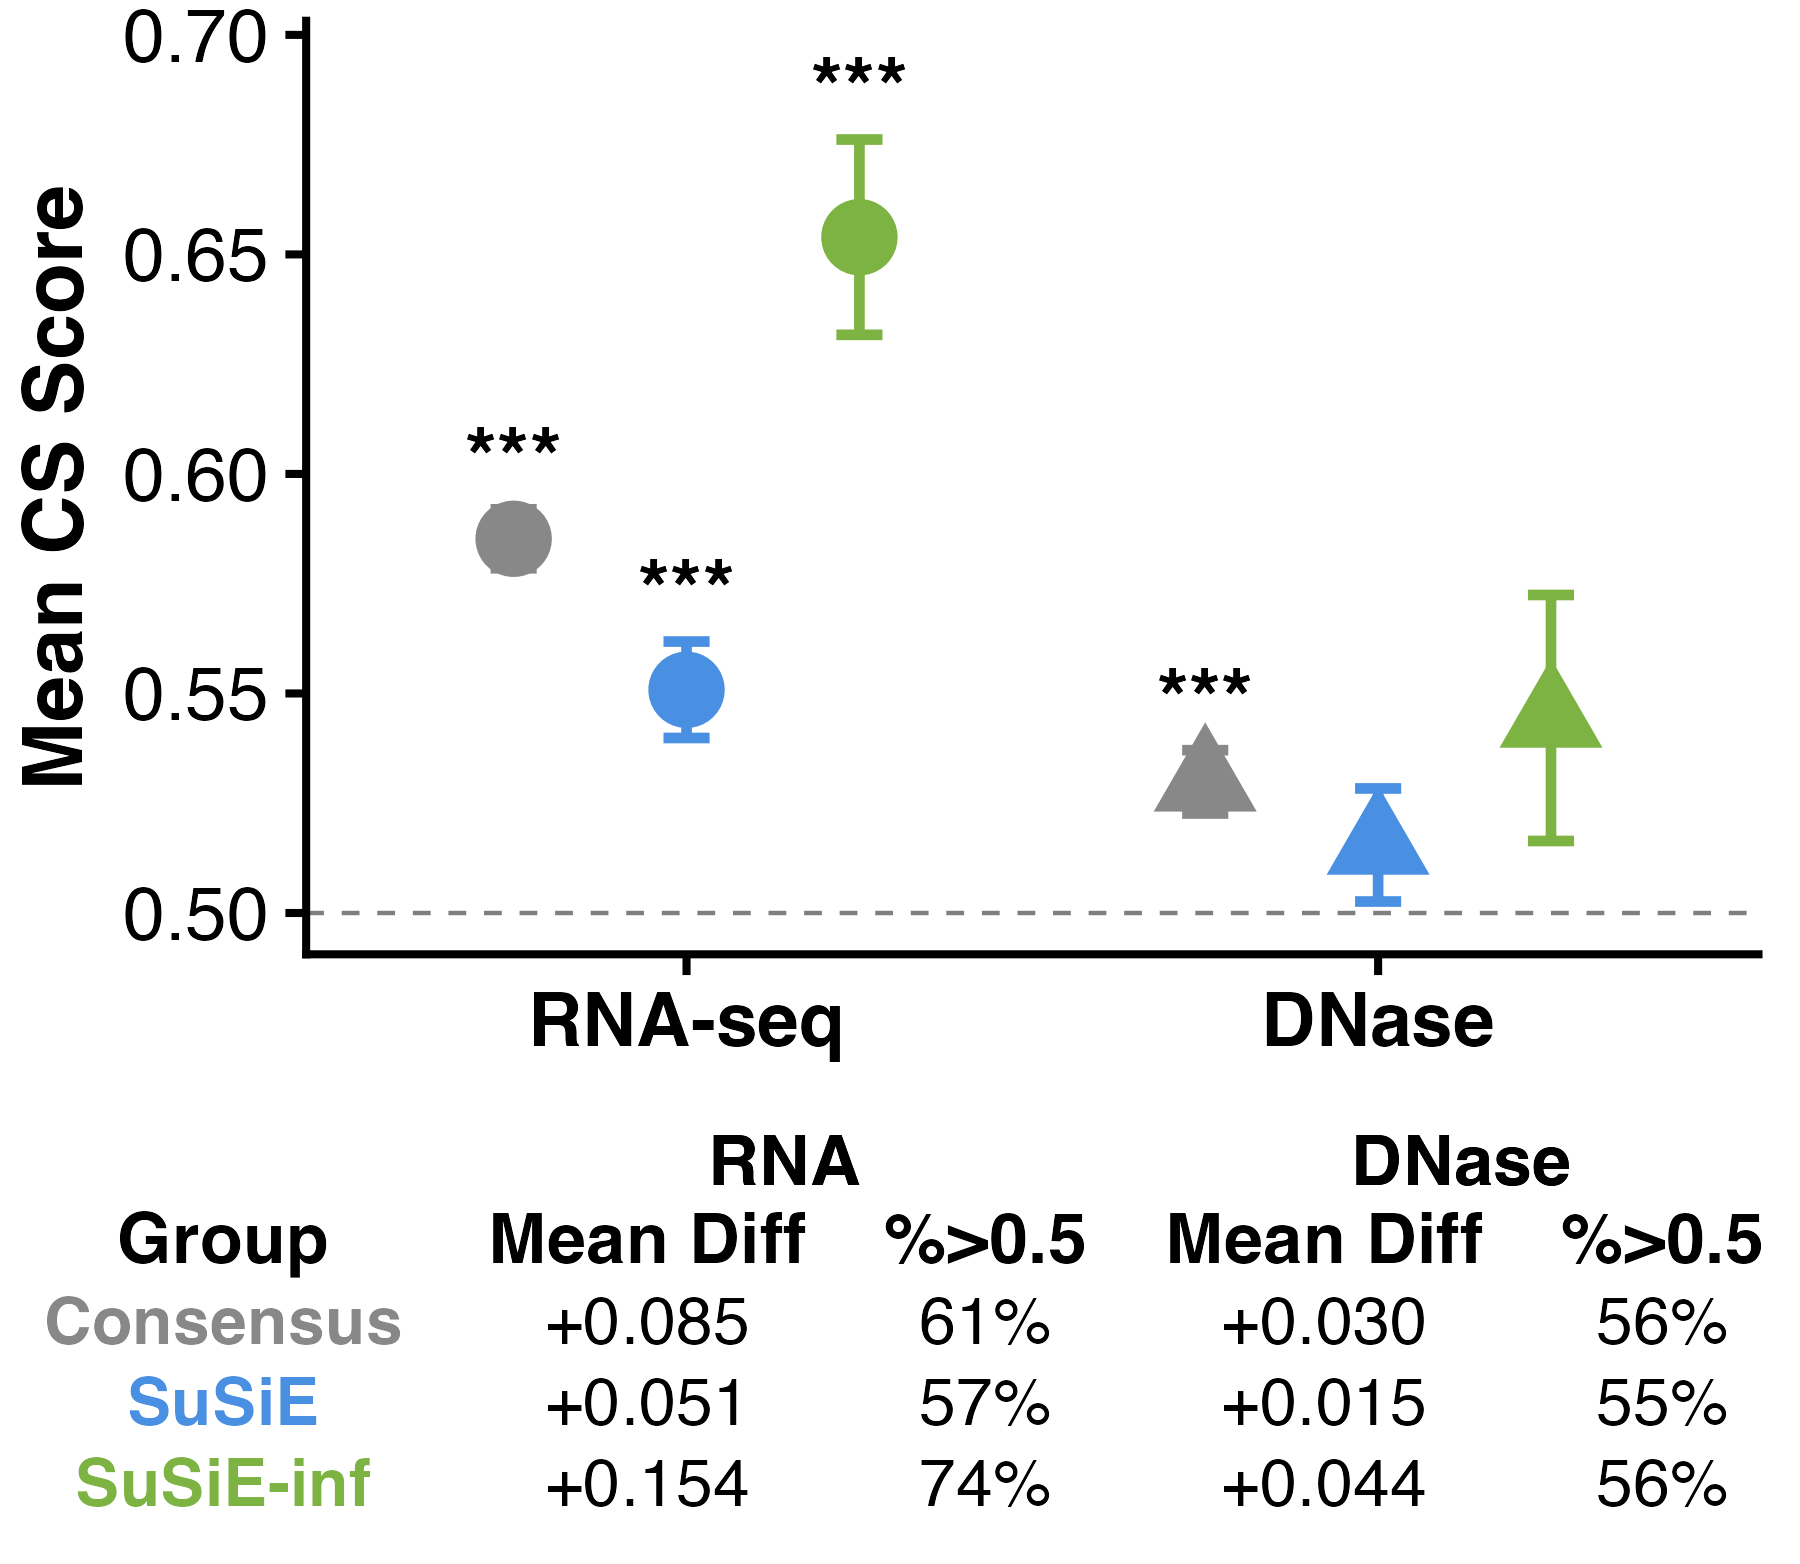 Mean CS Score
0.70
0.65
0.60
0.55
0.50
***
***
***
***
RNA-seq DNase
RNA DNase
Group Mean Diff %>0.5 Mean Diff %>0.5
Consensus +0.085 61% +0.030 56%
SuSiE +0.051 57% +0.015 55%
SuSiE-inf +0.154 74% +0.044 56%